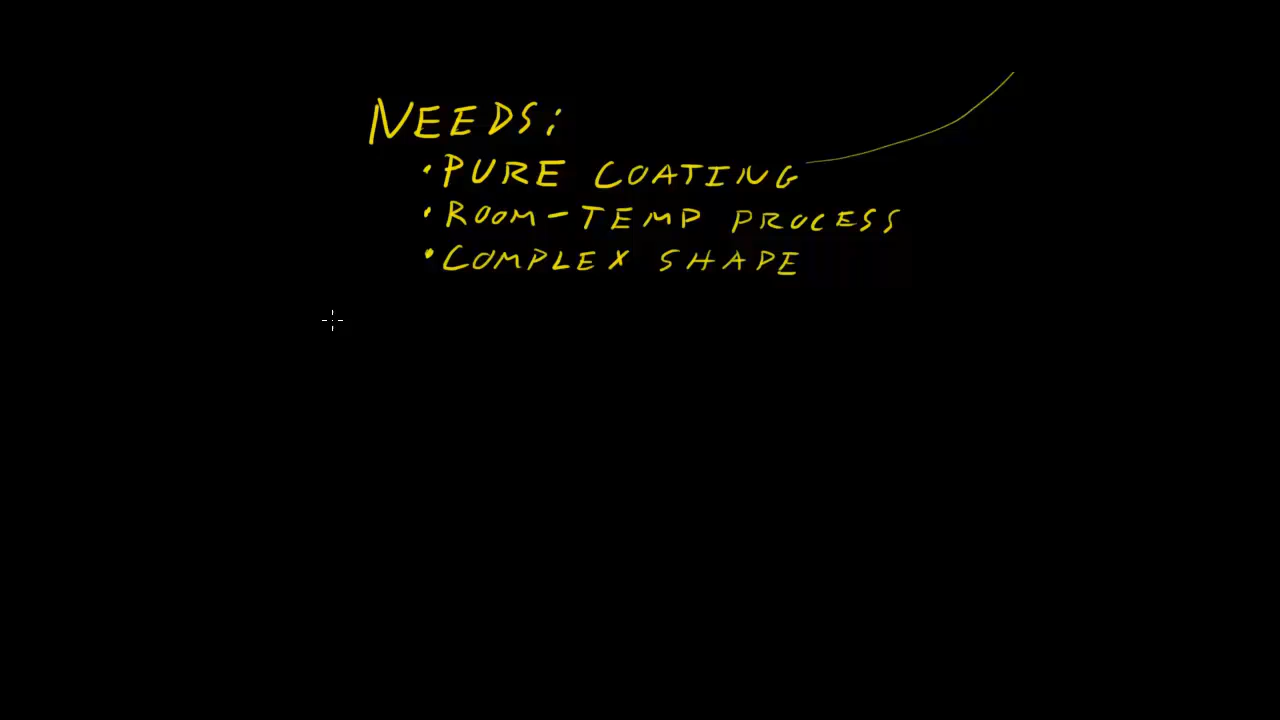 NEEDS:
• PURE COATING
• ROOM-TEMP PROCESS
• COMPLEX SHAPE